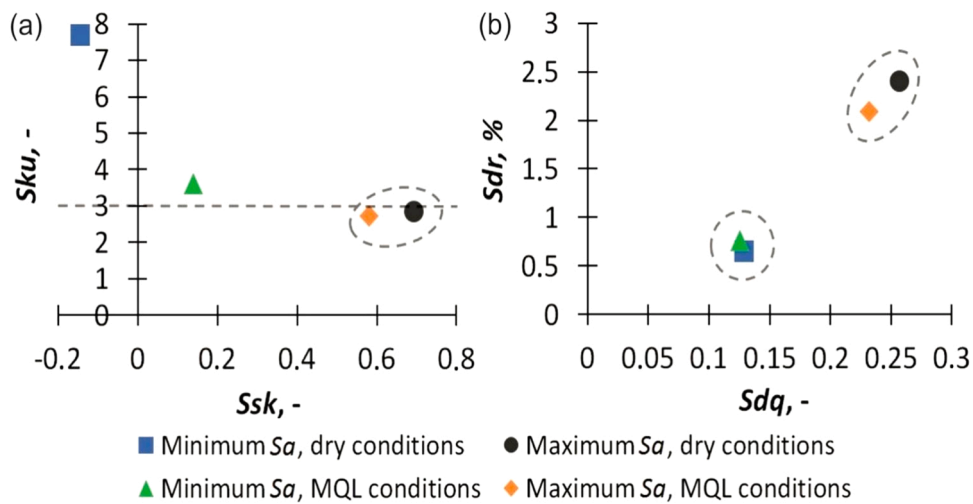 (a)
8
7
6
5
4
3
2
1
0
Sku, -
-0.2 0 0.2 0.4 0.6 0.8
Ssk, -
(b)
3
2.5
2
1.5
1
0.5
0
Sdr, %
0 0.05 0.1 0.15 0.2 0.25 0.3
Sdq, -
Minimum Sa, dry conditions
Maximum Sa, dry conditions
Minimum Sa, MQL conditions
Maximum Sa, MQL conditions